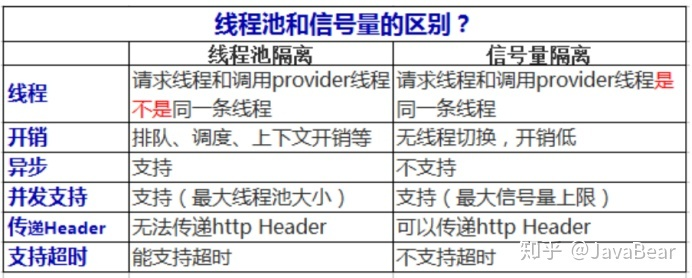 线程池和信号量的区别？
线程池隔离 信号量隔离
线程 请求线程和调用provider线程不是同一条线程 请求线程和调用provider线程是同一条线程
开销 排队、调度、上下文开销等 无线程切换，开销低
异步 支持 不支持
并发支持 支持（最大线程池大小） 支持（最大信号量上限）
传递Header 无法传递http Header 可以传递http Header
支持超时 能支持超时 不支持超时
知乎 @JavaBear